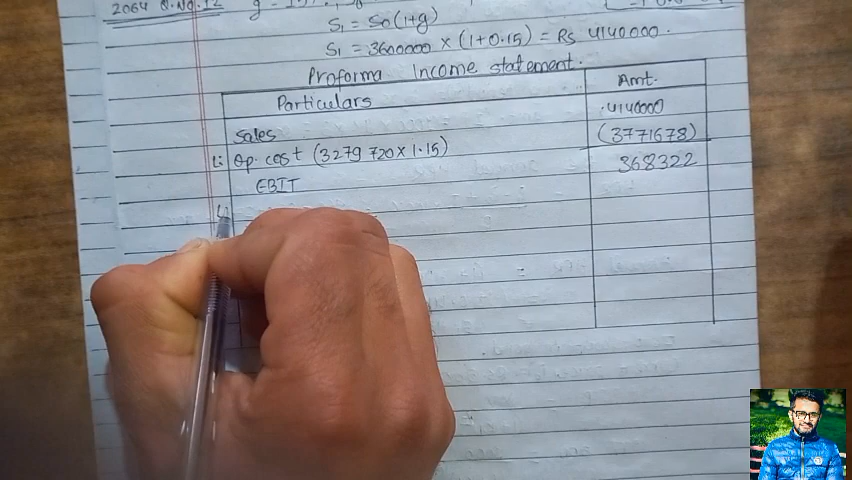 2064 Q.No.12
S₁ = S₀(1+g)
S₁ = 3600000 × (1+0.15) = Rs 4140000.
Proforma Income statement.
Particulars Amt.
Sales 4140000
L: Op. cost (3279720×1.15) (3771678)
EBIT 368322